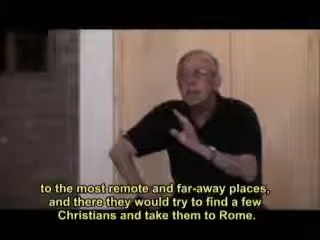 to the most remote and far-away places,
and there they would try to find a few
Christians and take them to Rome.